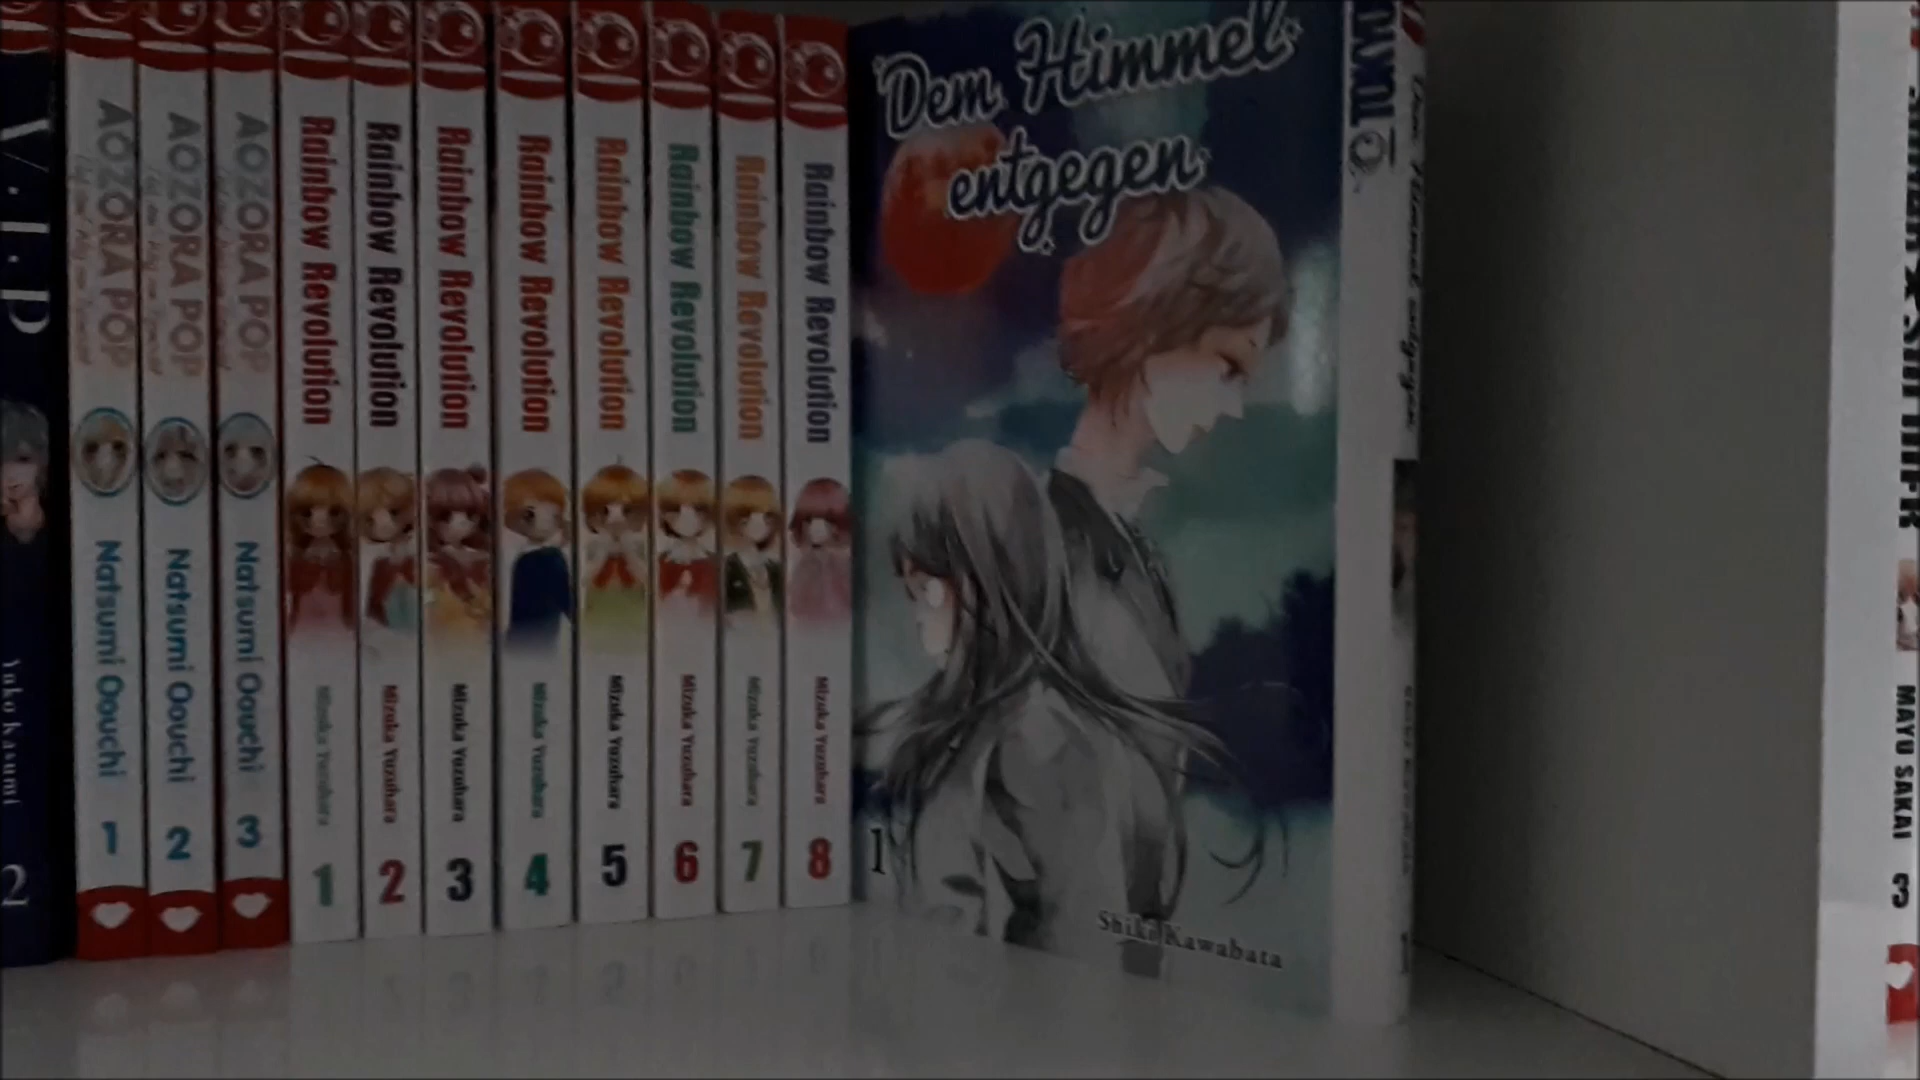 V.I.P
Yuko Kasumi
2
AOZORA POP
Natsumi Oouchi
1
AOZORA POP
Natsumi Oouchi
2
AOZORA POP
Natsumi Oouchi
3
Rainbow Revolution
Mizuka Yuzuhara
1
Rainbow Revolution
Mizuka Yuzuhara
2
Rainbow Revolution
Mizuka Yuzuhara
3
Rainbow Revolution
Mizuka Yuzuhara
4
Rainbow Revolution
Mizuka Yuzuhara
5
Rainbow Revolution
Mizuka Yuzuhara
6
Rainbow Revolution
Mizuka Yuzuhara
7
Rainbow Revolution
Mizuka Yuzuhara
8
Dem Himmel
entgegen
1
Shiki Kawabata
Dem Himmel entgegen
1
MAYU SAKAI
3